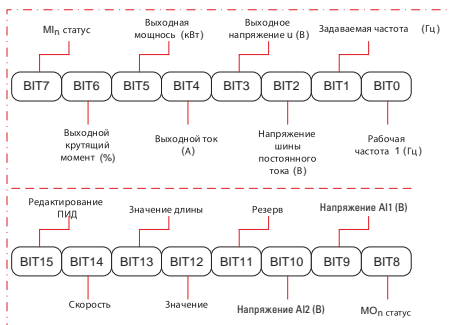 MIn статус
Выходная
мощнось (кВт)
Выходное
напряжение u (В)
Задаваемая частота (Гц)
BIT7 BIT6 BIT5 BIT4 BIT3 BIT2 BIT1 BIT0
Выходной
крутящий
момент (%)
Выходной ток
(А)
Напряжение
шины
постоянного
тока (В)
Рабочая
частота 1 (Гц)
Редактирование
ПИД
Значение длины
Резерв
Напряжение AI1 (В)
BIT15 BIT14 BIT13 BIT12 BIT11 BIT10 BIT9 BIT8
Скорость
Значение
Напряжение AI2 (В)
MOn статус